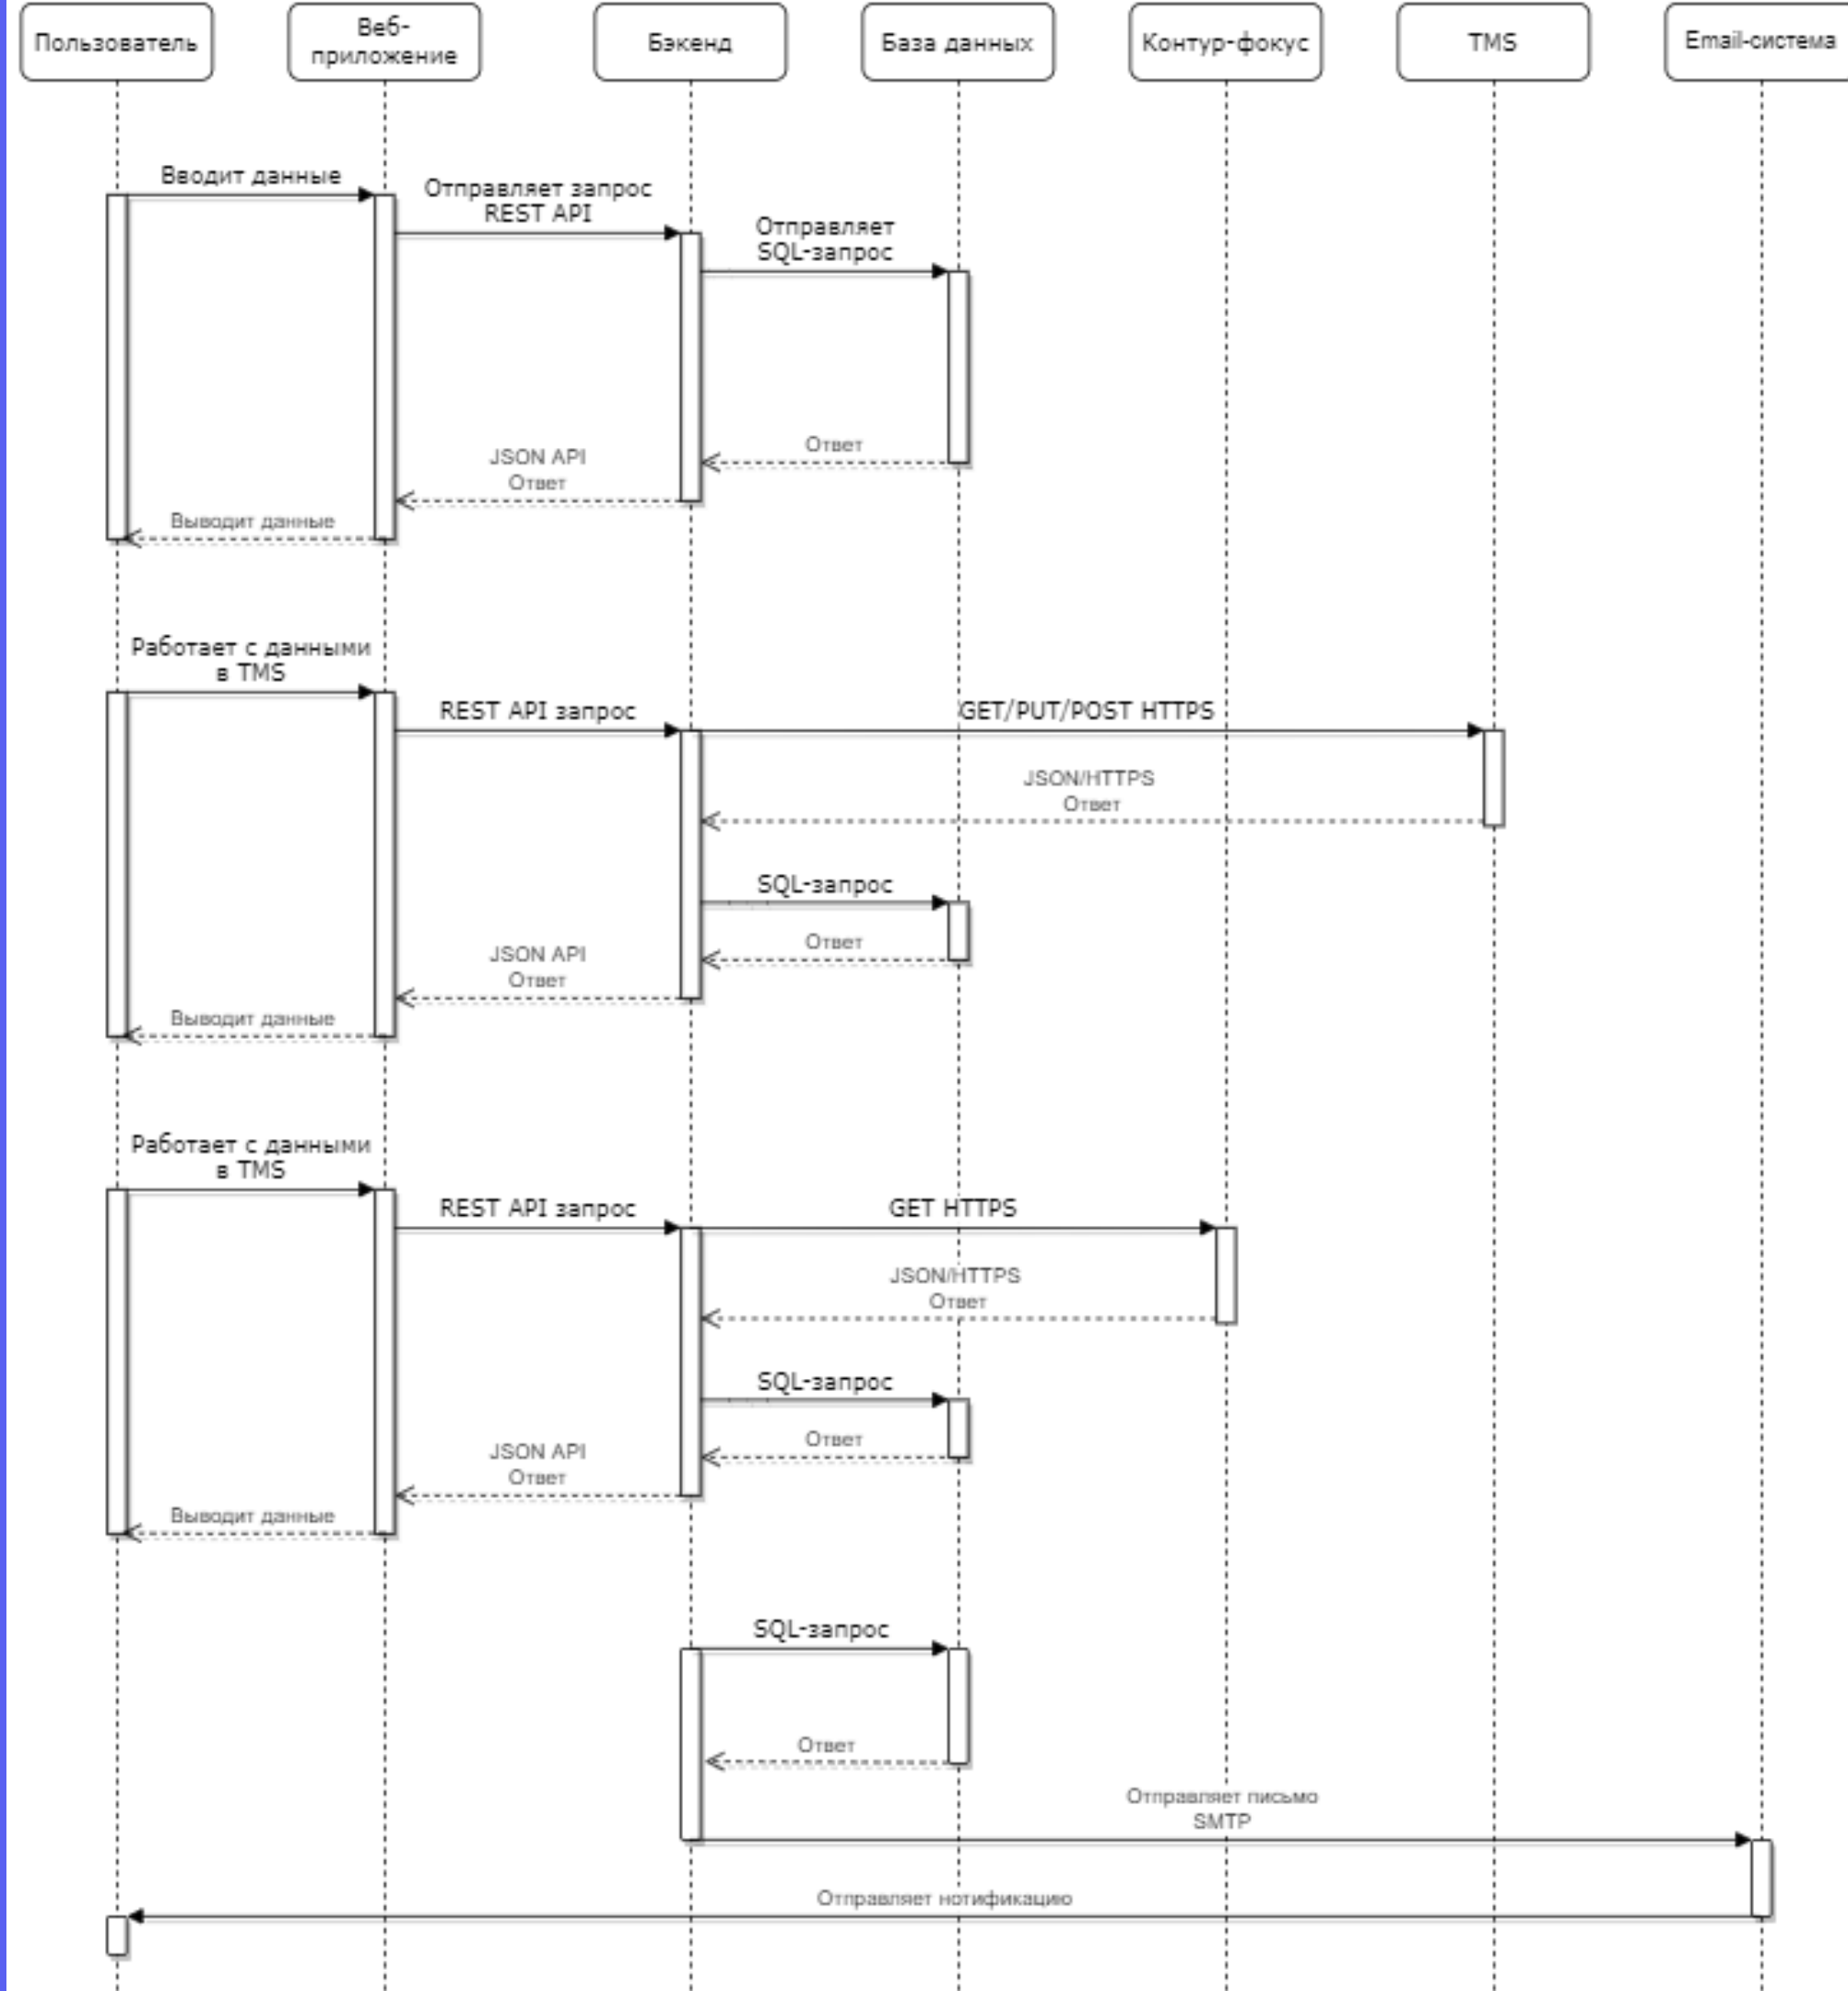 Пользователь
Веб-
приложение
Бэкенд
База данных
Контур-фокус
TMS
Email-система
Вводит данные
Отправляет запрос
REST API
Отправляет
SQL-запрос
Ответ
JSON API
Ответ
Выводит данные
Работает с данными
в TMS
REST API запрос
GET/PUT/POST HTTPS
JSON/HTTPS
Ответ
SQL-запрос
Ответ
JSON API
Ответ
Выводит данные
Работает с данными
в TMS
REST API запрос
GET HTTPS
JSON/HTTPS
Ответ
SQL-запрос
Ответ
JSON API
Ответ
Выводит данные
SQL-запрос
Ответ
Отправляет письмо
SMTP
Отправляет нотификацию